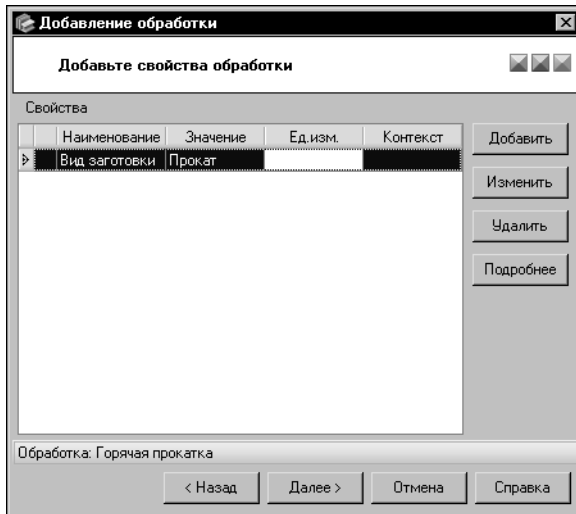 Добавление обработки
Добавьте свойства обработки
Свойства
Наименование Значение Ед.изм. Контекст
Вид заготовки Прокат
Добавить
Изменить
Удалить
Подробнее
Обработка: Горячая прокатка
< Назад Далее > Отмена Справка